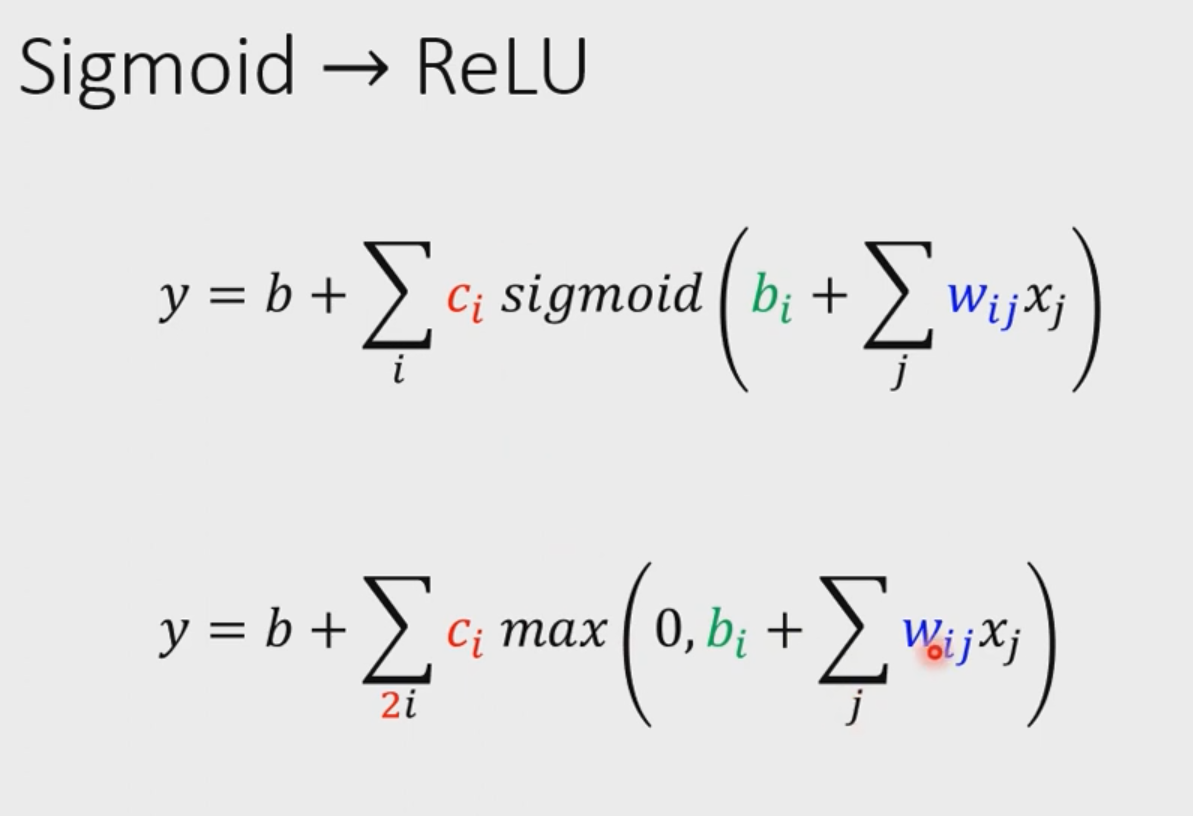 Sigmoid → ReLU
y = b + ∑_i c_i sigmoid ( b_i + ∑_j w_ij x_j )
y = b + ∑_2i c_i max ( 0, b_i + ∑_j w_ij x_j )